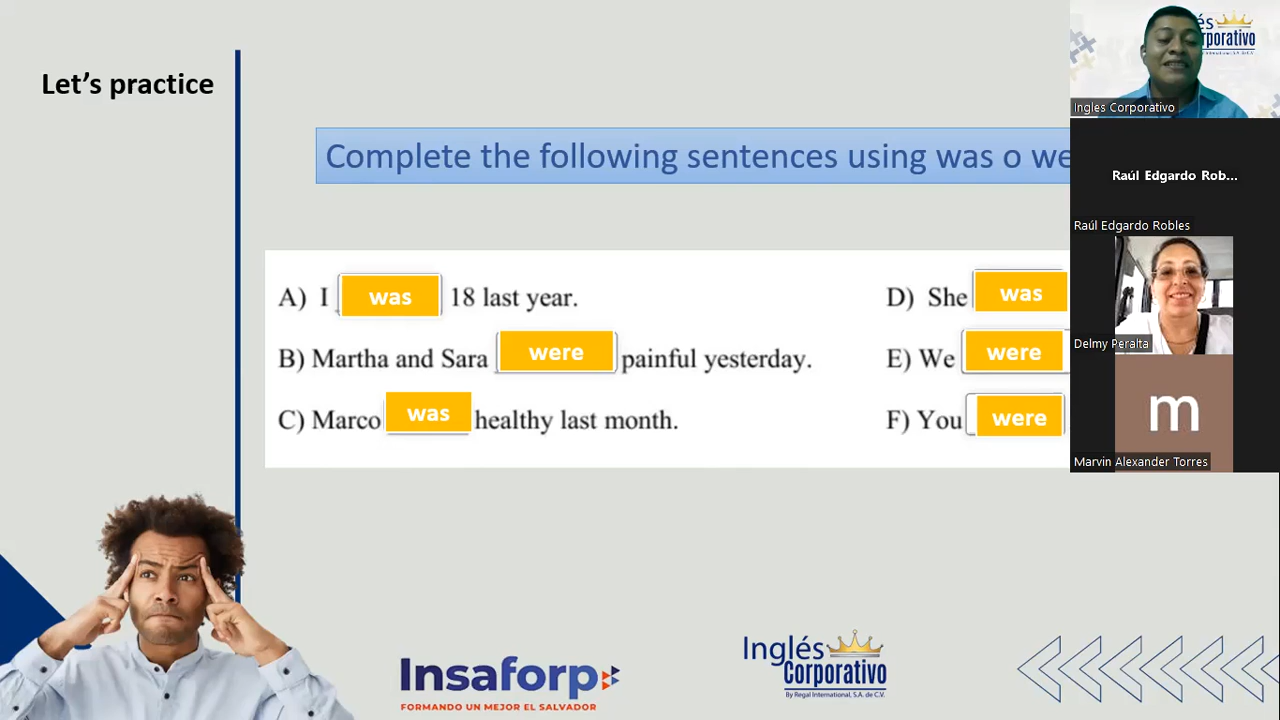 Let's practice
Complete the following sentences using was o we
A) I was 18 last year.
B) Martha and Sara were painful yesterday.
C) Marco was healthy last month.
D) She was
E) We were
F) You were
Insaforp
FORMANDO UN MEJOR EL SALVADOR
Inglés
Corporativo
By Regal International, S.A. de C.V.
és
rporativo
Ingles Corporativo
Raúl Edgardo Rob...
Raúl Edgardo Robles
Delmy Peralta
m
Marvin Alexander Torres